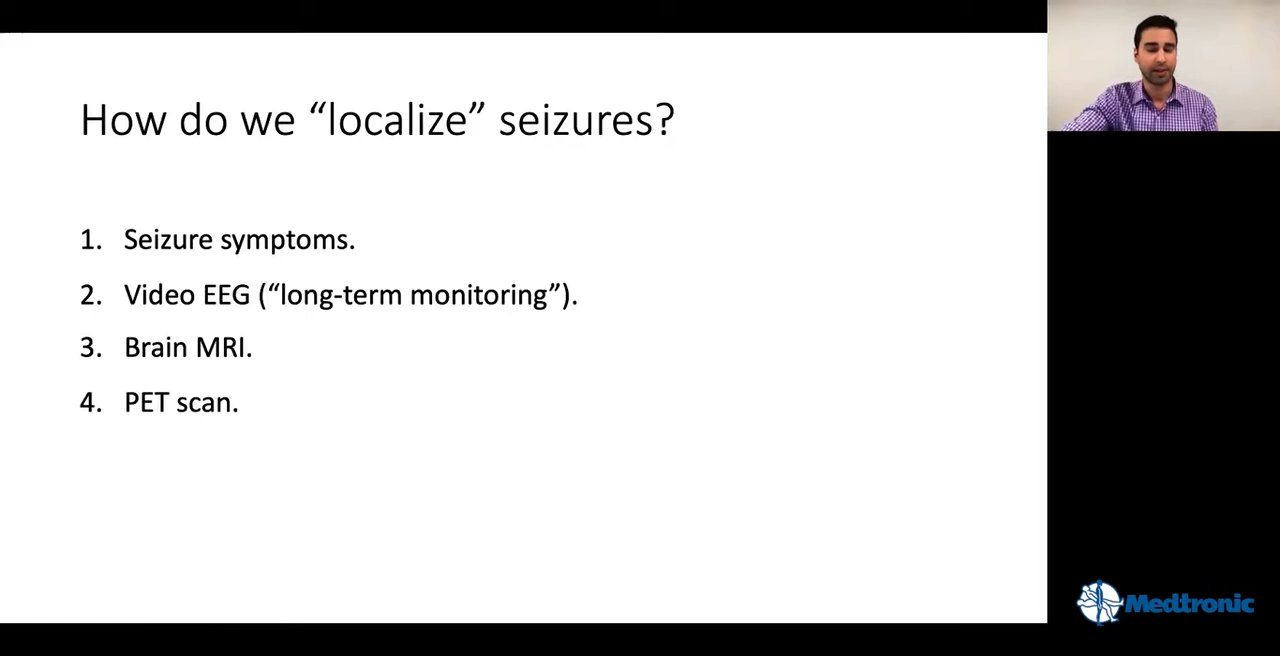 How do we “localize” seizures?
1. Seizure symptoms.
2. Video EEG (“long-term monitoring”).
3. Brain MRI.
4. PET scan.
Medtronic